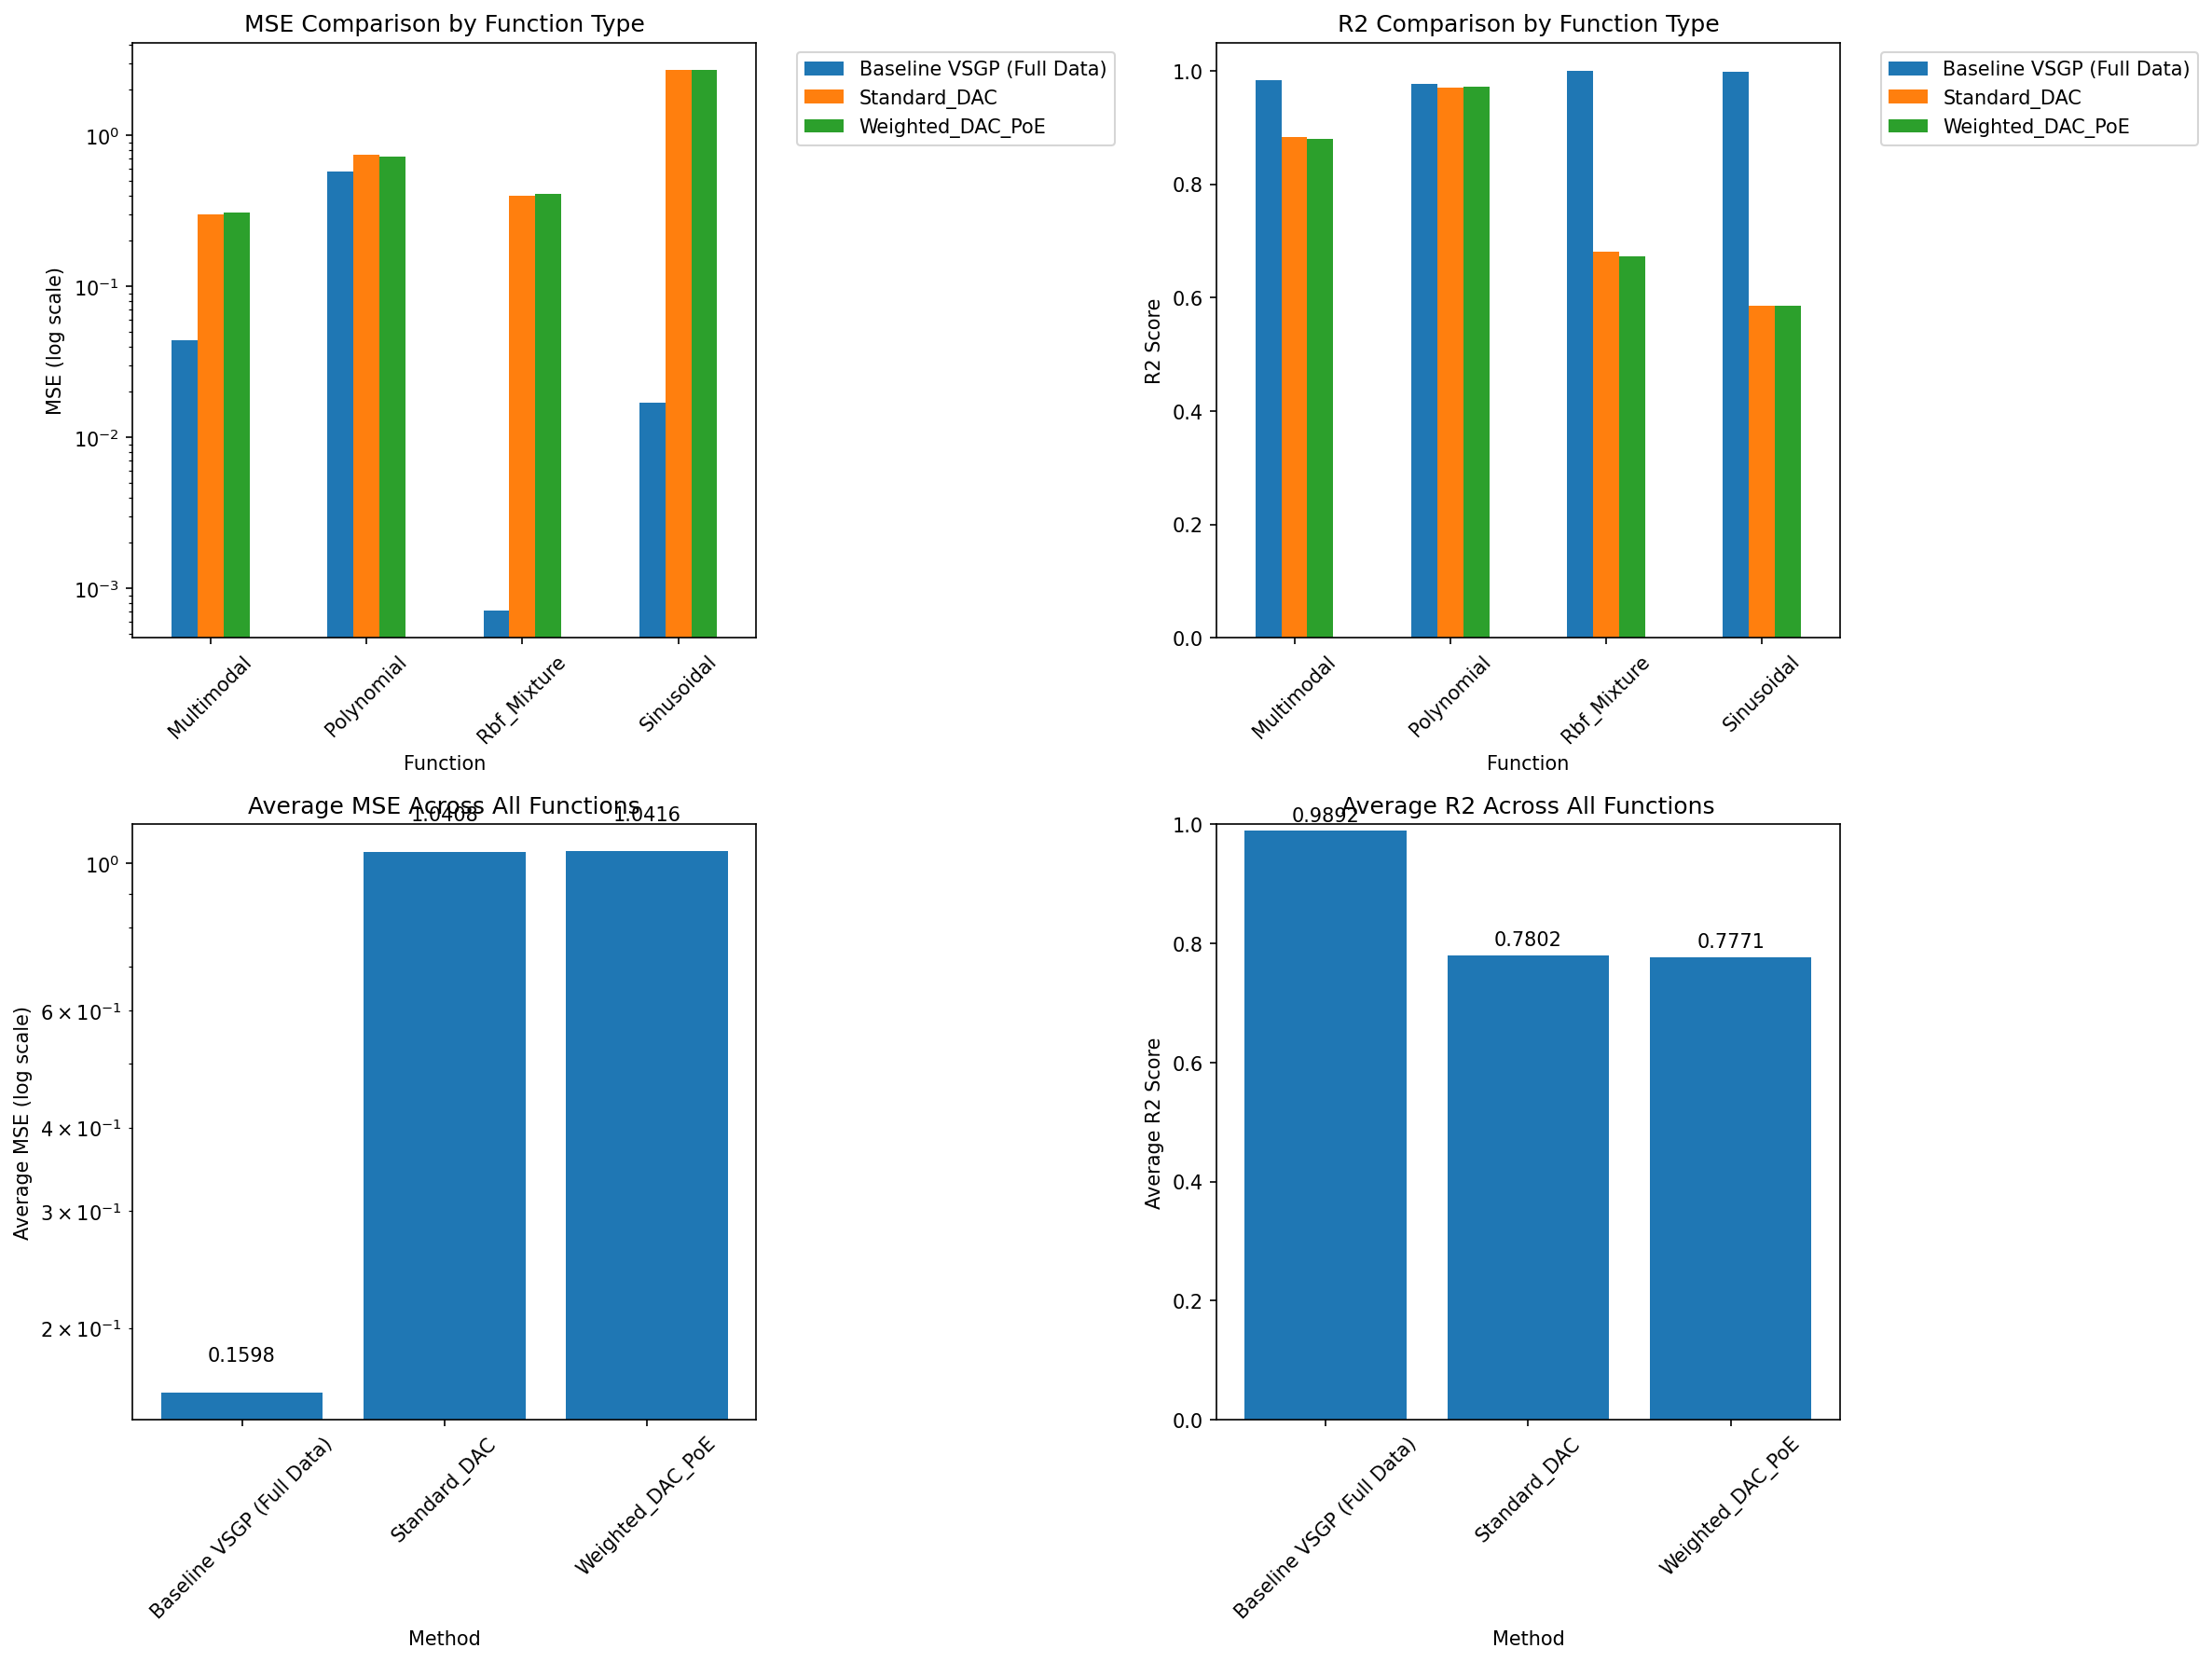 MSE Comparison by Function Type
MSE (log scale)
10⁰
10⁻¹
10⁻²
10⁻³
Multimodal
Polynomial
Rbf_Mixture
Sinusoidal
Function
Baseline VSGP (Full Data)
Standard_DAC
Weighted_DAC_PoE
R2 Comparison by Function Type
R2 Score
1.0
0.8
0.6
0.4
0.2
0.0
Multimodal
Polynomial
Rbf_Mixture
Sinusoidal
Function
Baseline VSGP (Full Data)
Standard_DAC
Weighted_DAC_PoE
Average MSE Across All Functions
Average MSE (log scale)
10⁰
6 × 10⁻¹
4 × 10⁻¹
3 × 10⁻¹
2 × 10⁻¹
0.1598
1.0408
1.0416
Baseline VSGP (Full Data)
Standard_DAC
Weighted_DAC_PoE
Method
Average R2 Across All Functions
Average R2 Score
1.0
0.8
0.6
0.4
0.2
0.0
0.9892
0.7802
0.7771
Baseline VSGP (Full Data)
Standard_DAC
Weighted_DAC_PoE
Method